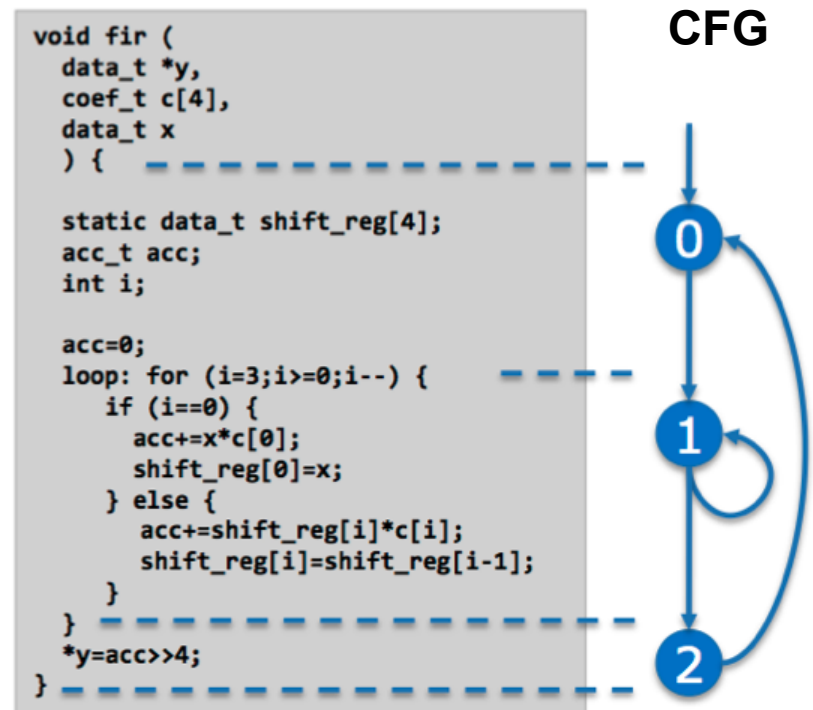 CFG
void fir (
data_t *y,
coef_t c[4],
data_t x
) {
static data_t shift_reg[4];
acc_t acc;
int i;
acc=0;
loop: for (i=3;i>=0;i--) {
if (i==0) {
acc+=x*c[0];
shift_reg[0]=x;
} else {
acc+=shift_reg[i]*c[i];
shift_reg[i]=shift_reg[i-1];
}
}
*y=acc>>4;
}
0
1
2